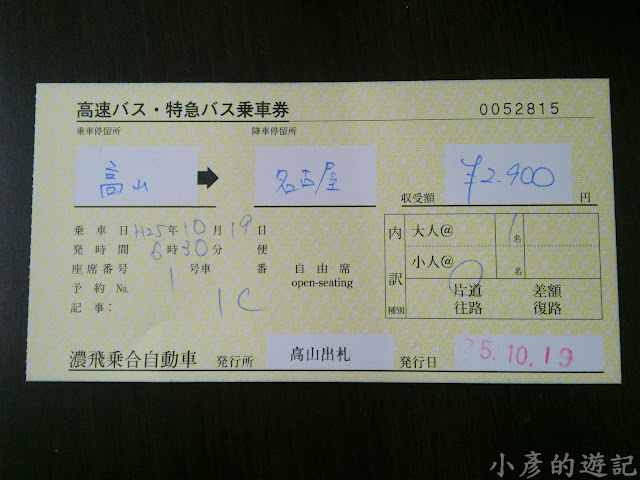 高速バス・特急バス乗車券 0052815
乗車停留所 降車停留所
高山 ➡ 名古屋 ¥2.900
収受額 円
乗車日 H25年10月19日
発時間 6時30分 便
座席番号 1号車 番 自由席
予約 No. open-seating
記事: 1C
内訳 大人@ 1名
小人@ 名
種別 片道 差額
往路 復路
濃飛乗合自動車 発行所 高山出札 発行日 25.10.19
小彥的遊記